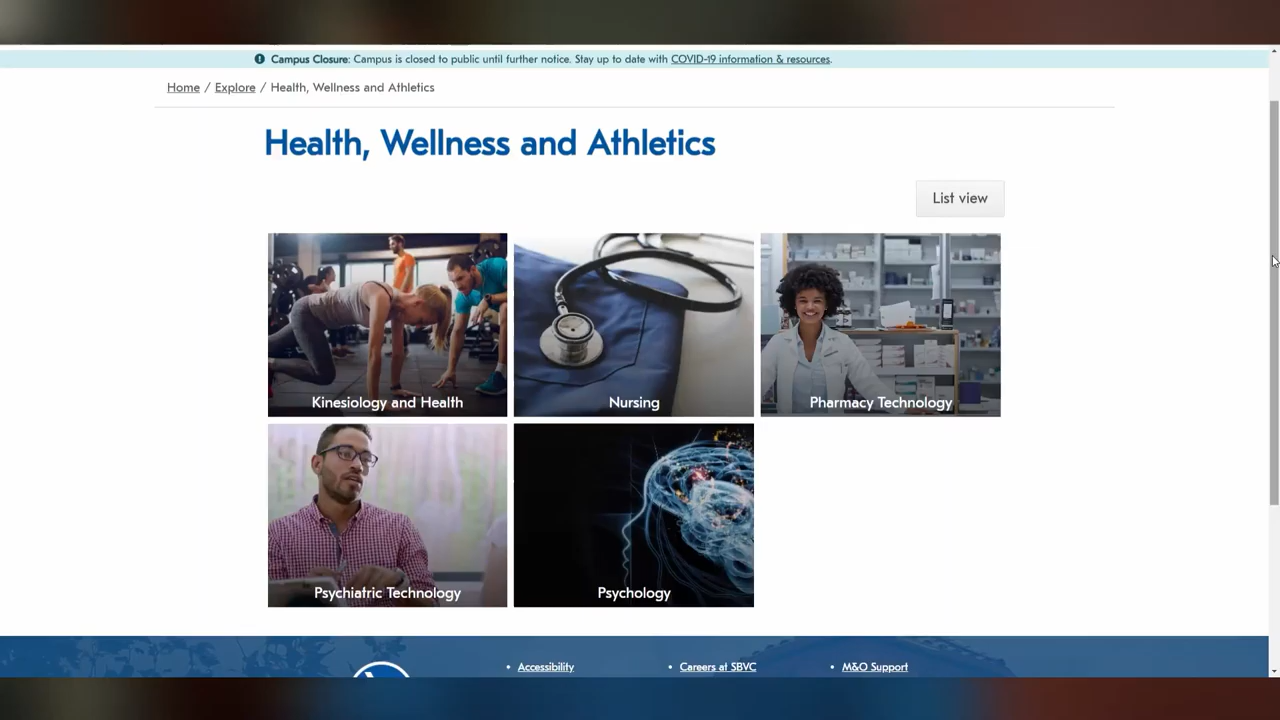 Campus Closure: Campus is closed to public until further notice. Stay up to date with COVID-19 information & resources.
Home / Explore / Health, Wellness and Athletics
Health, Wellness and Athletics
List view
Kinesiology and Health
Nursing
Pharmacy Technology
Psychiatric Technology
Psychology
• Accessibility
• Careers at SBVC
• M&O Support